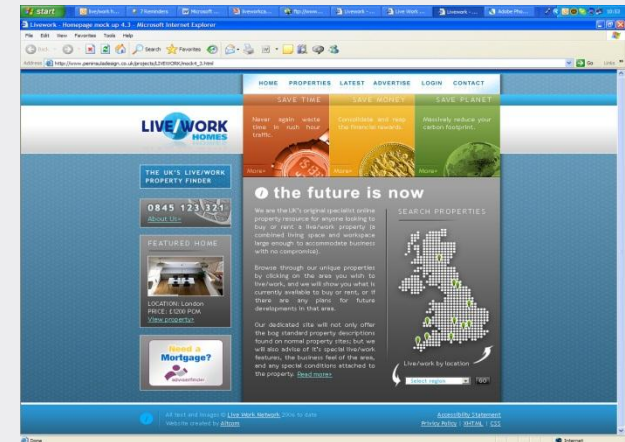 start
7 Reminders
Livework - Homepage mock up 4.3 - Microsoft Internet Explorer
File Edit View Favorites Tools Help
Back Search Favorites
Address http://www.peninsuladesign.co.uk/projects/LIVEWORK/mock4_3.html Go Links
HOME PROPERTIES LATEST ADVERTISE LOGIN CONTACT
LIVE/WORK
HOMES
THE UK'S LIVE/WORK
PROPERTY FINDER
0845 123 321
About Us»
FEATURED HOME
LOCATION: London
PRICE: £1200 PCM
View property»
Need a
Mortgage?
SAVE TIME
Never again waste
time in rush hour
traffic.
More»
SAVE MONEY
Consolidate and reap
the financial rewards.
More»
SAVE PLANET
Massively reduce your
carbon footprint.
More»
the future is now
We are the UK's original specialist online
property resource for anyone looking to
buy or rent a live/work property (a
combined living space and workspace
large enough to accommodate business
with no compromise).
Browse through our unique properties
by clicking on the area you wish to
live/work, and we will show you what is
currently available to buy or rent, or if
there are any plans for future
developments in that area.
Our dedicated site will not only offer
the bog standard property descriptions
found on normal property sites; but we
will also advise of it's special live/work
features, the business feel of the area,
and any special conditions attached to
the property. Read more»
SEARCH PROPERTIES
Live/work by location
Select region GO
All text and images © Live Work Network 2006 to date
Website created by Altcom
Accessibility Statement
Privacy Policy | XHTML | CSS
Done Internet